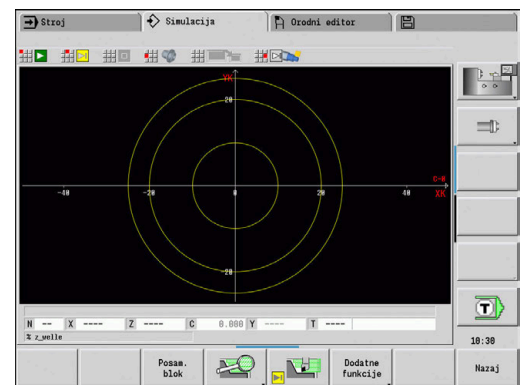 Stroj Simulacija Orodni editor
YK
20
C-0
-40 -20 0 20 40 XK
-20
N -- X ---- Z ---- C 0.000 Y ---- T ----
% z_welle
T
10:30
Posam. blok
Dodatne funkcije
Nazaj